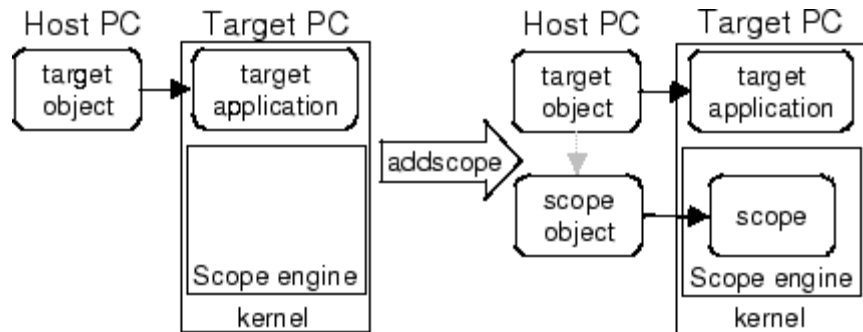 Host PC
Target PC
target
object
target
application
Scope engine
kernel
addscope
Host PC
Target PC
target
object
target
application
scope
object
scope
Scope engine
kernel